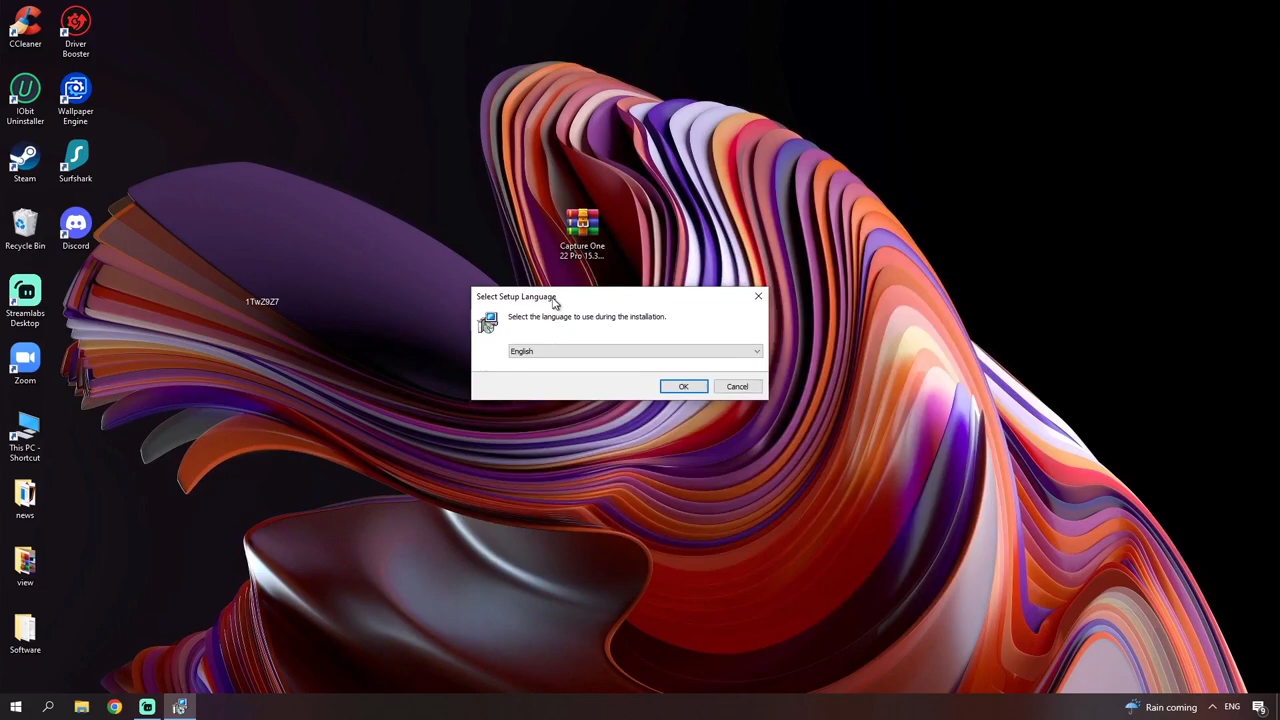 CCleaner
Driver
Booster
IObit
Uninstaller
Wallpaper
Engine
Steam
Surfshark
Recycle Bin
Discord
Capture One
22 Pro 15.3...
1TwZ9Z7
Streamlabs
Desktop
Select Setup Language
Select the language to use during the installation.
English
OK
Cancel
Zoom
This PC -
Shortcut
news
view
Software
Rain coming
ENG
9